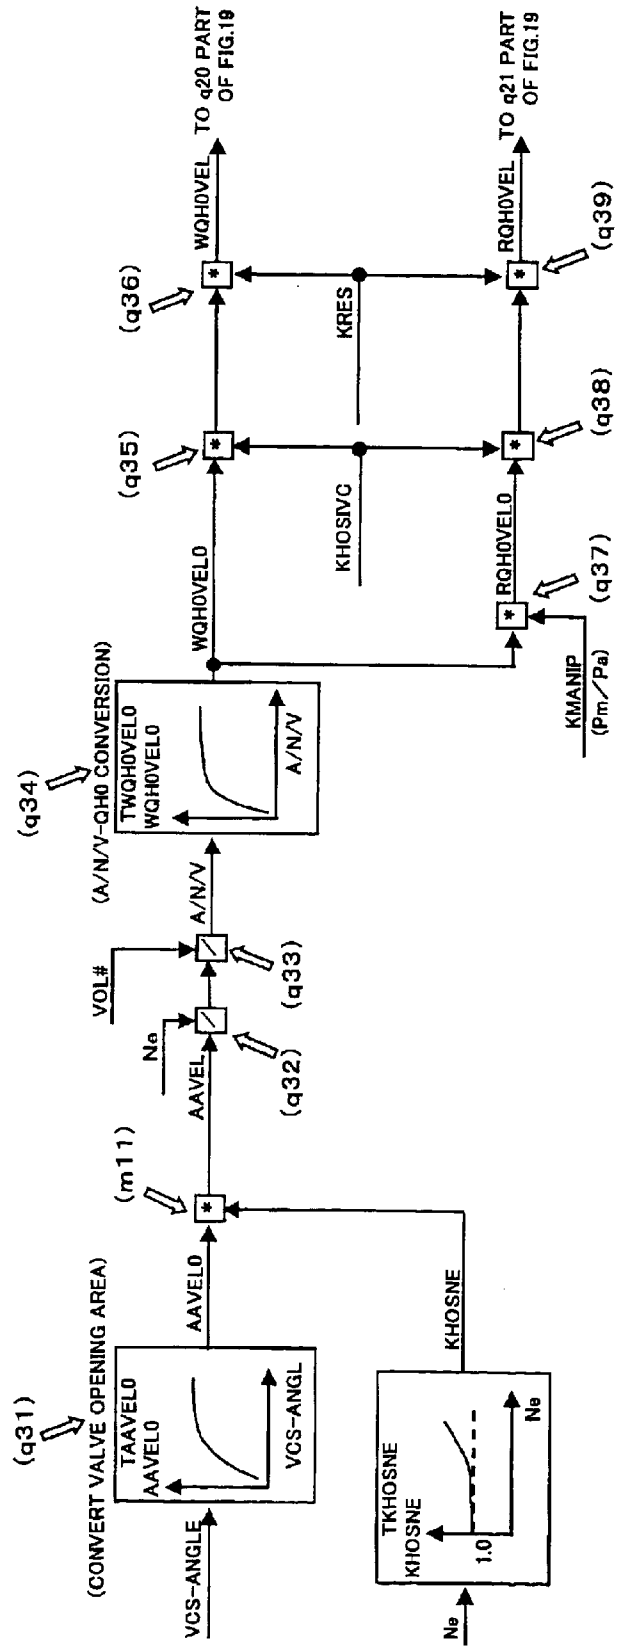 (q31)
(CONVERT VALVE OPENING AREA)
TAAVEL0
AAVEL0
VCS-ANGL
VCS-ANGLE
AAVEL0
(m11)
TKHOSNE
KHOSNE
1.0
Ne
Ne
KHOSNE
AAVEL
Ne
(q32)
VOL#
(q33)
A/N/V
(q34)
(A/N/V-QH0 CONVERSION)
TWQH0VEL0
WQH0VEL0
A/N/V
WQH0VEL0
(q35)
(q36)
WQH0VEL
TO q20 PART
OF FIG.19
KHOSIVC
KRES
KMANIP
(Pm/Pa)
(q37)
RQH0VEL0
(q38)
(q39)
RQH0VEL
TO q21 PART
OF FIG.19
*
*
*
*
*
*
/
/